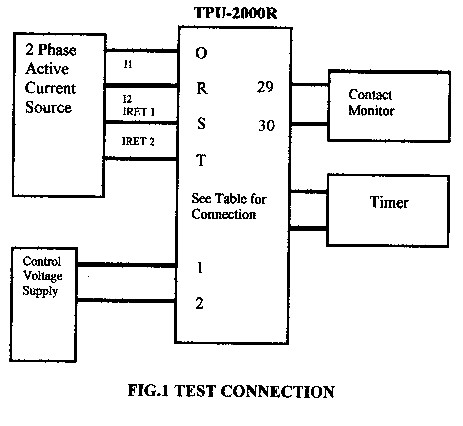 TPU-2000R
2 Phase
Active
Current
Source
I1
I2
IRET 1
IRET 2
O
R
S
T
29
30
See Table for
Connection
1
2
Contact
Monitor
Timer
Control
Voltage
Supply
FIG.1 TEST CONNECTION